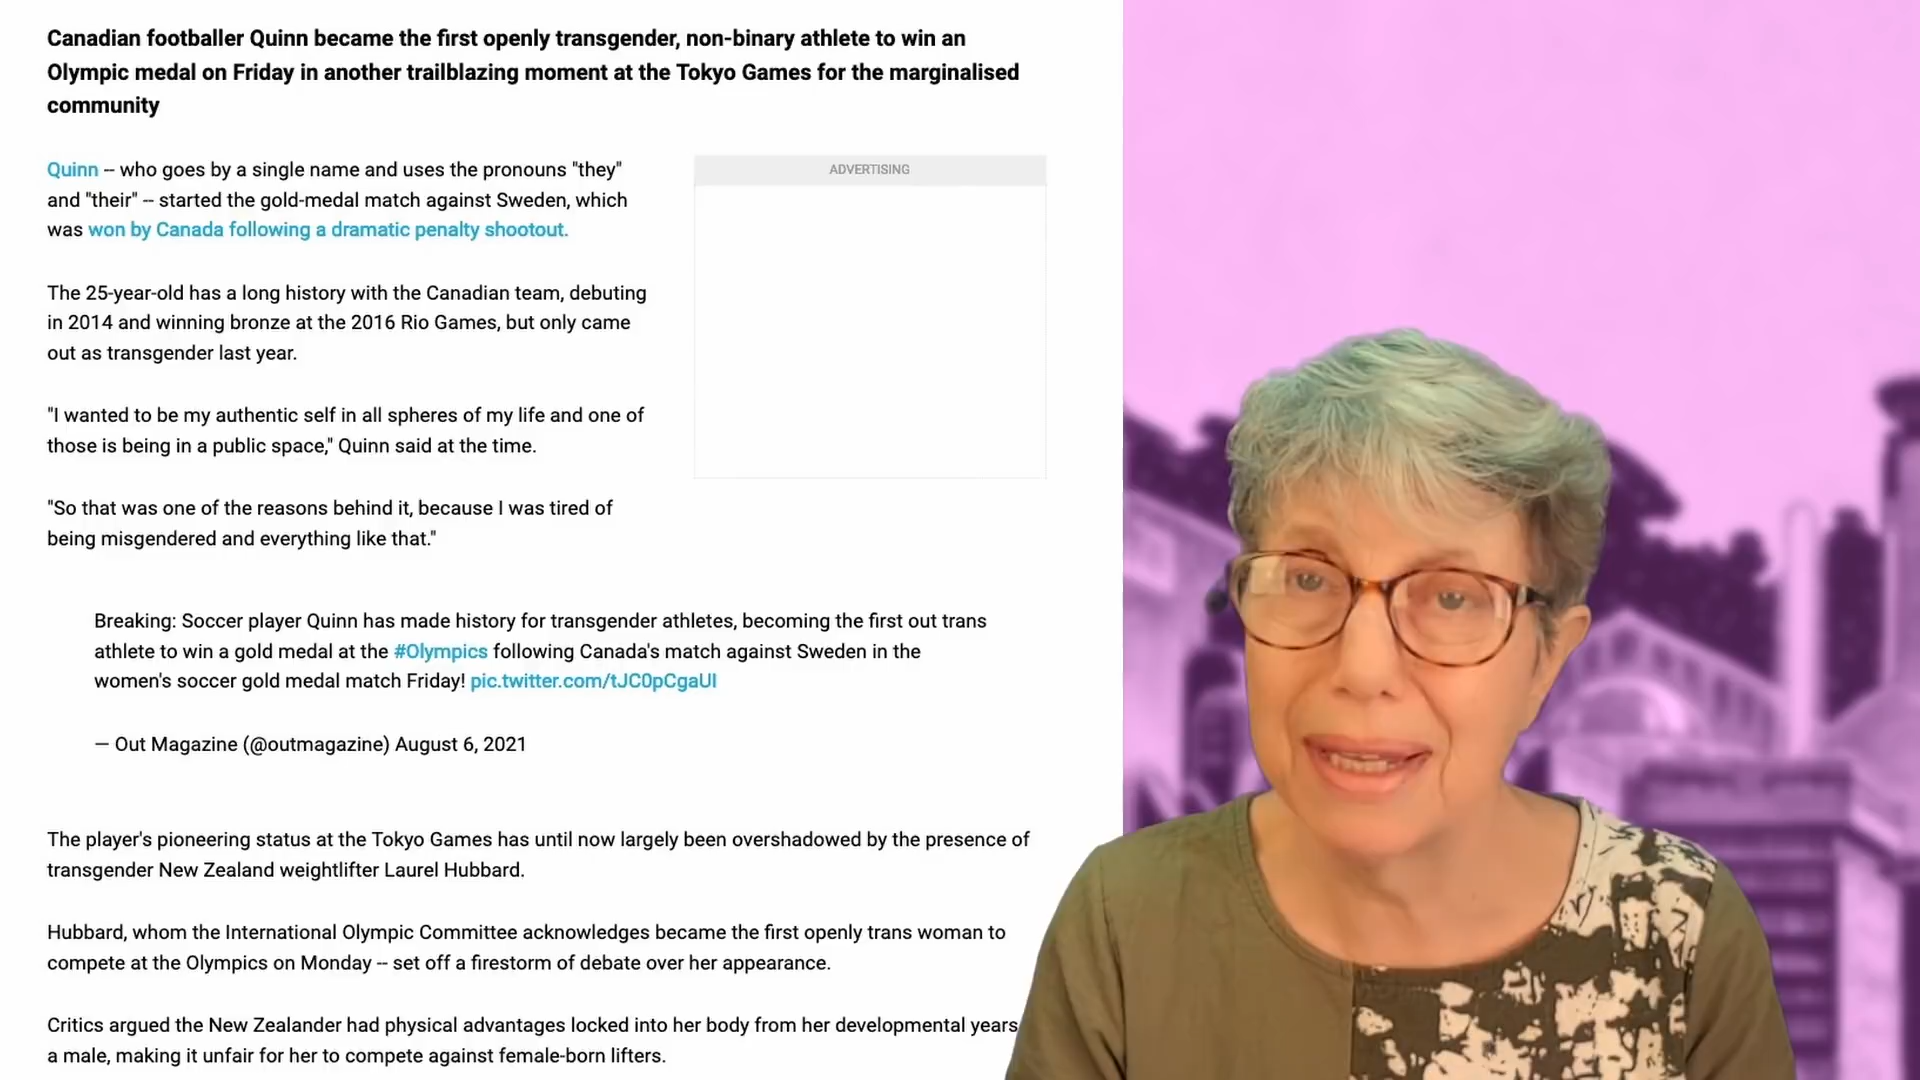 Canadian footballer Quinn became the first openly transgender, non-binary athlete to win an
Olympic medal on Friday in another trailblazing moment at the Tokyo Games for the marginalised
community
Quinn -- who goes by a single name and uses the pronouns "they"
and "their" -- started the gold-medal match against Sweden, which
was won by Canada following a dramatic penalty shootout.
ADVERTISING
The 25-year-old has a long history with the Canadian team, debuting
in 2014 and winning bronze at the 2016 Rio Games, but only came
out as transgender last year.
"I wanted to be my authentic self in all spheres of my life and one of
those is being in a public space," Quinn said at the time.
"So that was one of the reasons behind it, because I was tired of
being misgendered and everything like that."
Breaking: Soccer player Quinn has made history for transgender athletes, becoming the first out trans
athlete to win a gold medal at the #Olympics following Canada's match against Sweden in the
women's soccer gold medal match Friday! pic.twitter.com/tJC0pCgaUI
— Out Magazine (@outmagazine) August 6, 2021
The player's pioneering status at the Tokyo Games has until now largely been overshadowed by the presence of
transgender New Zealand weightlifter Laurel Hubbard.
Hubbard, whom the International Olympic Committee acknowledges became the first openly trans woman to
compete at the Olympics on Monday -- set off a firestorm of debate over her appearance.
Critics argued the New Zealander had physical advantages locked into her body from her developmental years
a male, making it unfair for her to compete against female-born lifters.